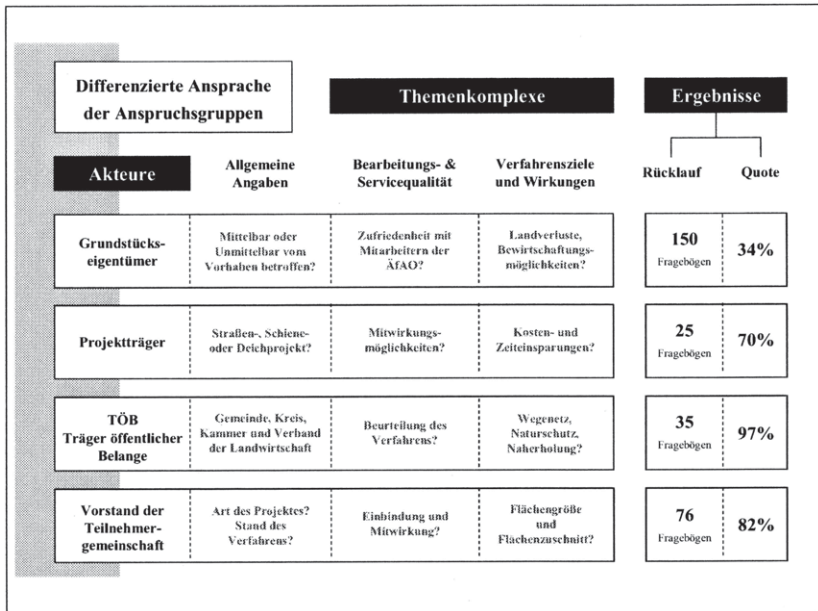 Differenzierte Ansprache
der Anspruchsgruppen
Themenkomplexe
Ergebnisse
Akteure
Allgemeine
Angaben
Bearbeitungs- &
Servicequalität
Verfahrensziele
und Wirkungen
Rücklauf
Quote
Grundstücks-
eigentümer
Mittelbar oder
Unmittelbar vom
Vorhaben betroffen?
Zufriedenheit mit
Mitarbeitern der
ÄfAO?
Landverluste,
Bewirtschaftungs-
möglichkeiten?
150
Fragebögen
34%
Projektträger
Straßen-, Schiene-
oder Deichprojekt?
Mitwirkungs-
möglichkeiten?
Kosten- und
Zeiteinsparungen?
25
Fragebögen
70%
TÖB
Träger öffentlicher
Belange
Gemeinde, Kreis,
Kammer und Verband
der Landwirtschaft
Beurteilung des
Verfahrens?
Wegenetz,
Naturschutz,
Naherholung?
35
Fragebögen
97%
Vorstand der
Teilnehmer-
gemeinschaft
Art des Projektes?
Stand des
Verfahrens?
Einbindung und
Mitwirkung?
Flächengröße
und
Flächenzuschnitt?
76
Fragebögen
82%